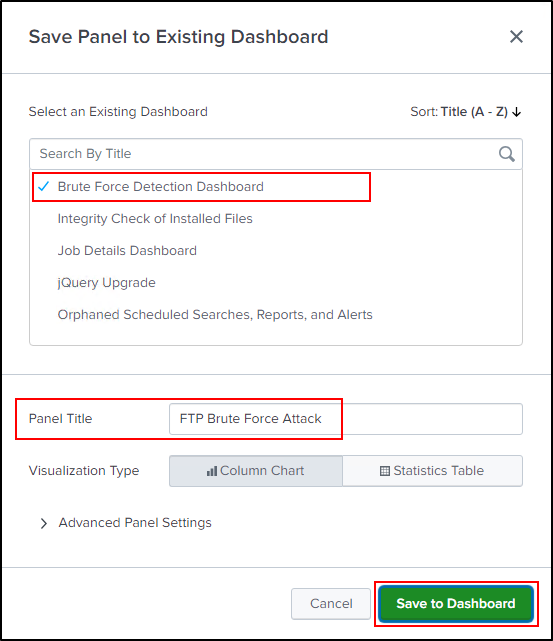 Save Panel to Existing Dashboard
Select an Existing Dashboard Sort: Title (A - Z)
Search By Title
Brute Force Detection Dashboard
Integrity Check of Installed Files
Job Details Dashboard
jQuery Upgrade
Orphaned Scheduled Searches, Reports, and Alerts
Panel Title FTP Brute Force Attack
Visualization Type Column Chart Statistics Table
Advanced Panel Settings
Cancel Save to Dashboard